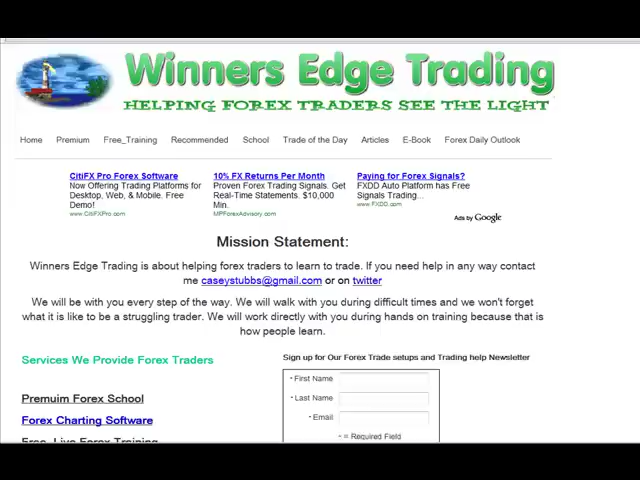 Winners Edge Trading
HELPING FOREX TRADERS SEE THE LIGHT
Home Premium Free_Training Recommended School Trade of the Day Articles E-Book Forex Daily Outlook
CitiFX Pro Forex Software
Now Offering Trading Platforms for
Desktop, Web, & Mobile. Free
Demo!
www.CitiFXPro.com
10% FX Returns Per Month
Proven Forex Trading Signals. Get
Real-Time Statements. $10,000
Min.
MPForexAdvisory.com
Paying for Forex Signals?
FXDD Auto Platform has Free
Signals Trading...
www.FXDD.com
Ads by Google
Mission Statement:
Winners Edge Trading is about helping forex traders to learn to trade. If you need help in any way contact
me caseystubbs@gmail.com or on twitter
We will be with you every step of the way. We will walk with you during difficult times and we won't forget
what it is like to be a struggling trader. We will work directly with you during hands on training because that is
how people learn.
Services We Provide Forex Traders
Premuim Forex School
Forex Charting Software
Free Live Forex Training
Sign up for Our Forex Trade setups and Trading help Newsletter
* First Name
* Last Name
* Email
* = Required Field